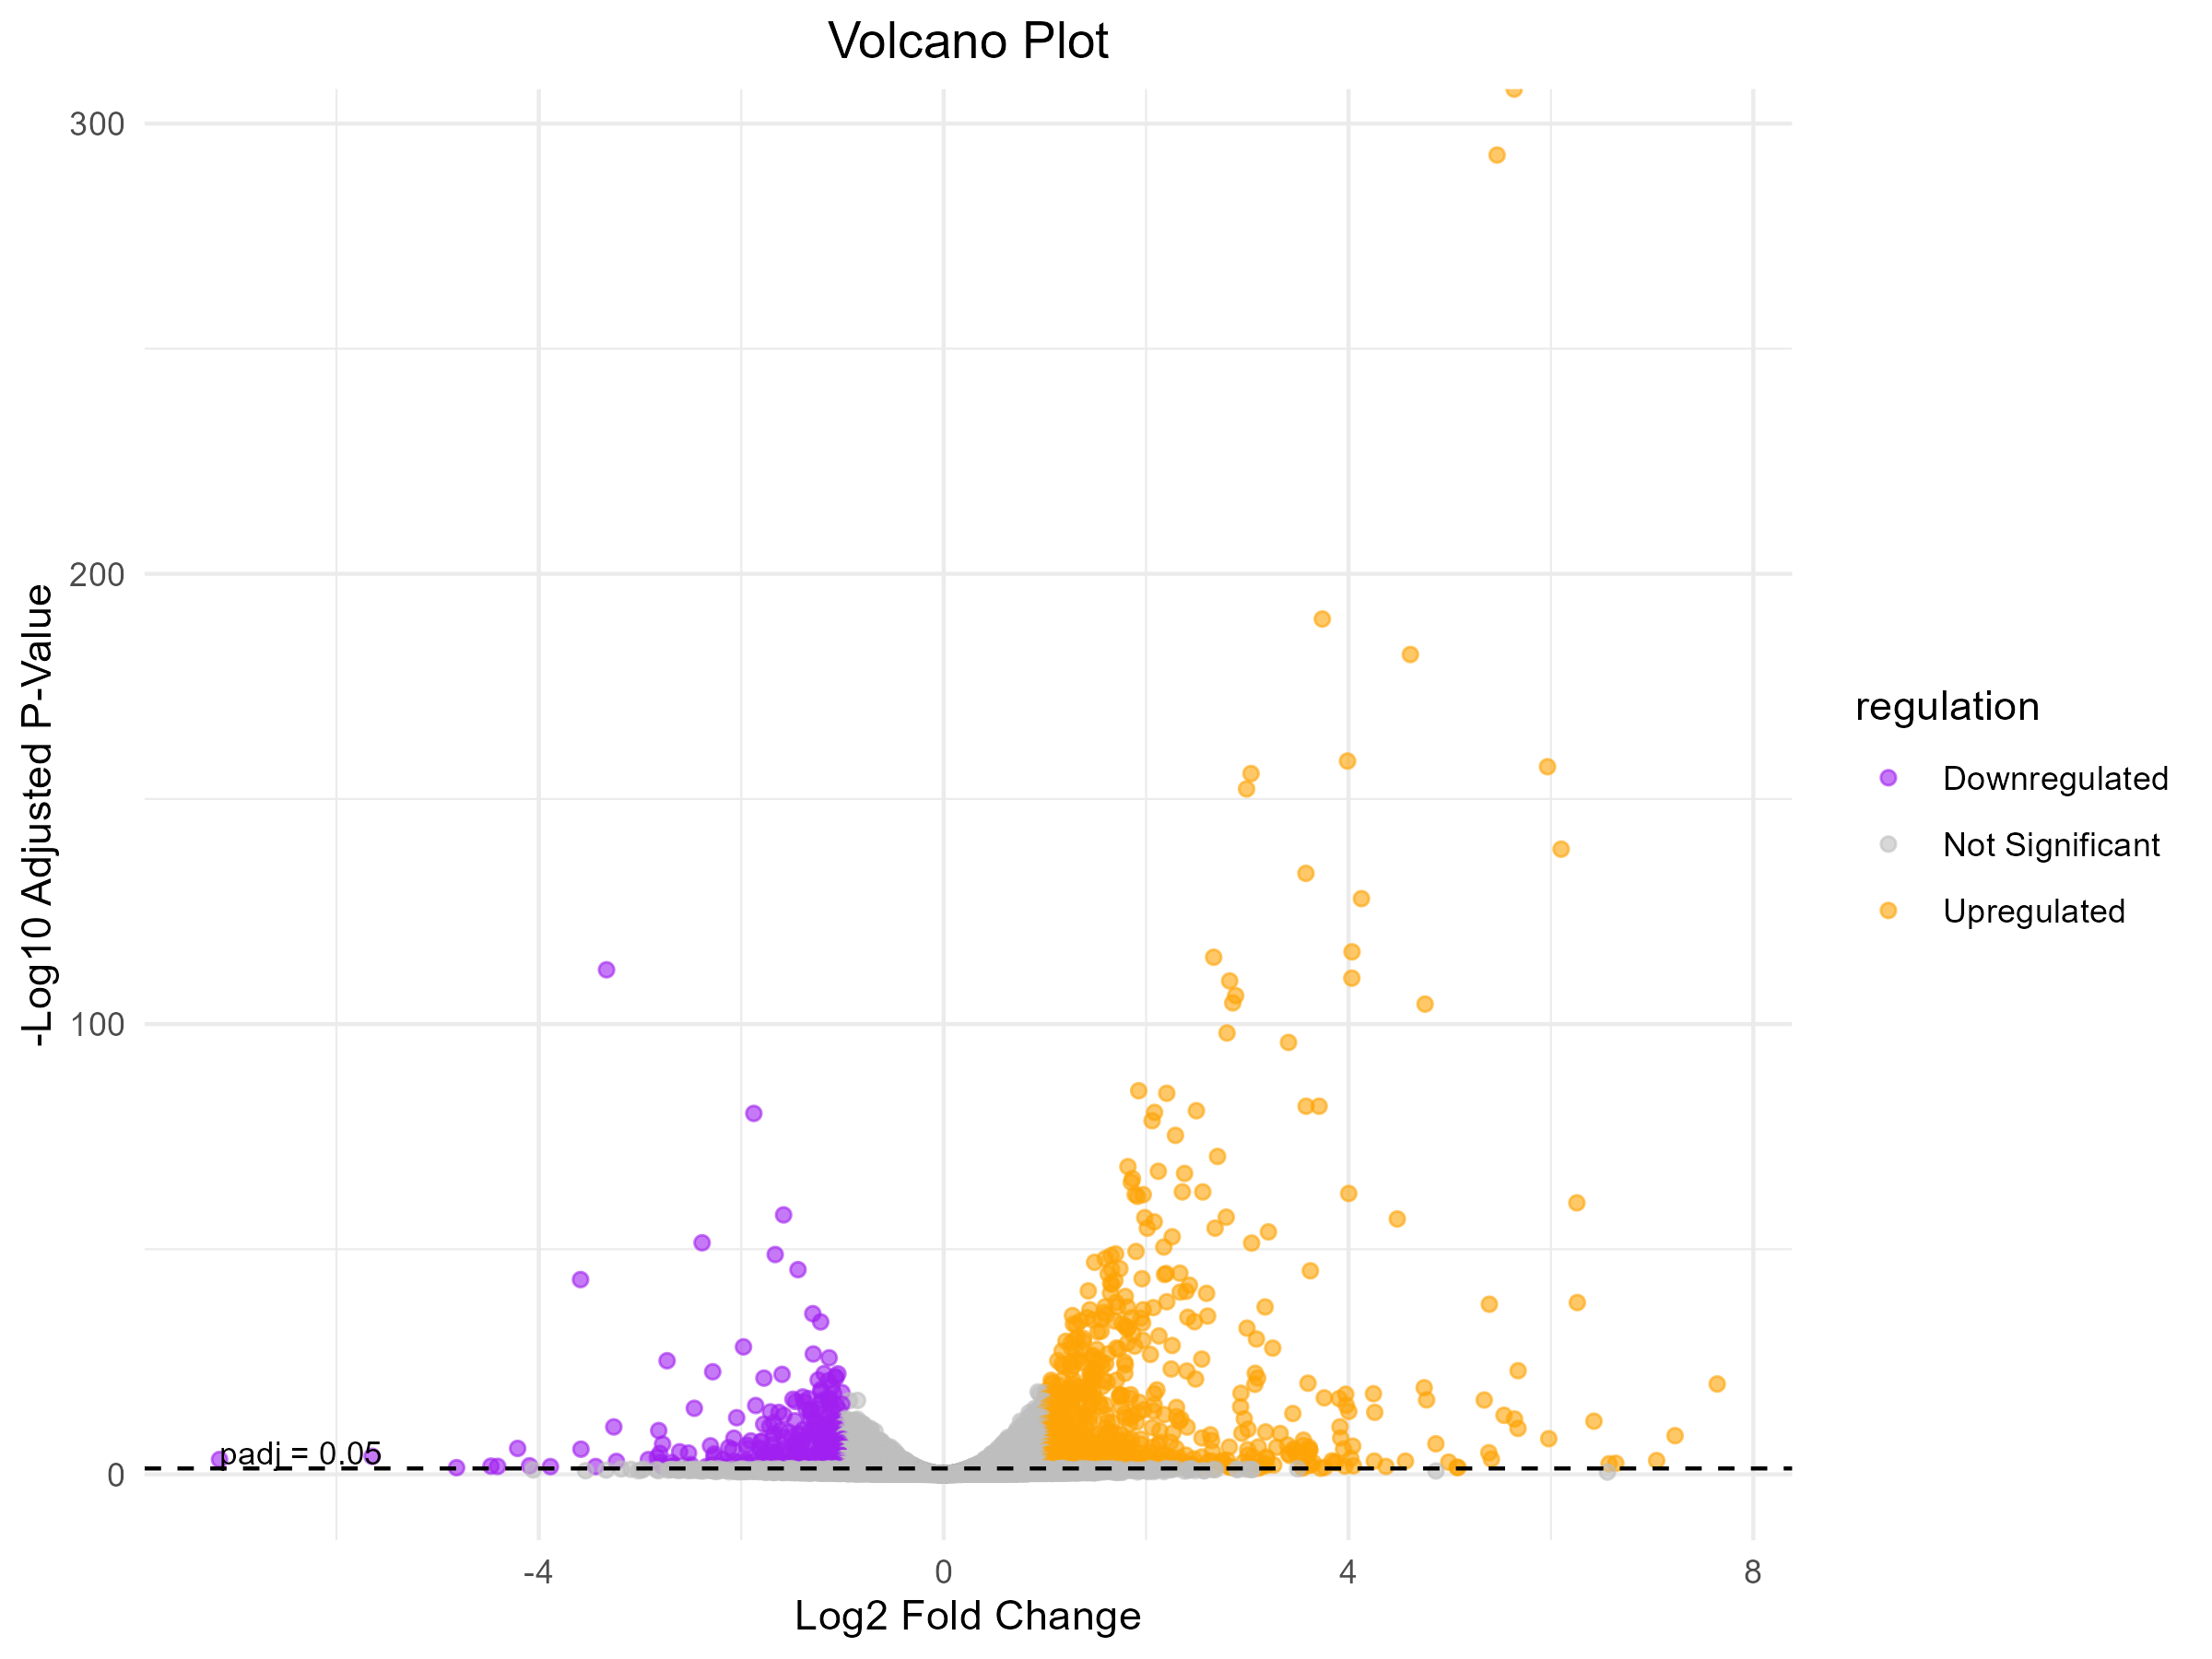 Volcano Plot
300
200
100
0
-Log10 Adjusted P-Value
padj = 0.05
-4
0
4
8
Log2 Fold Change
regulation
Downregulated
Not Significant
Upregulated